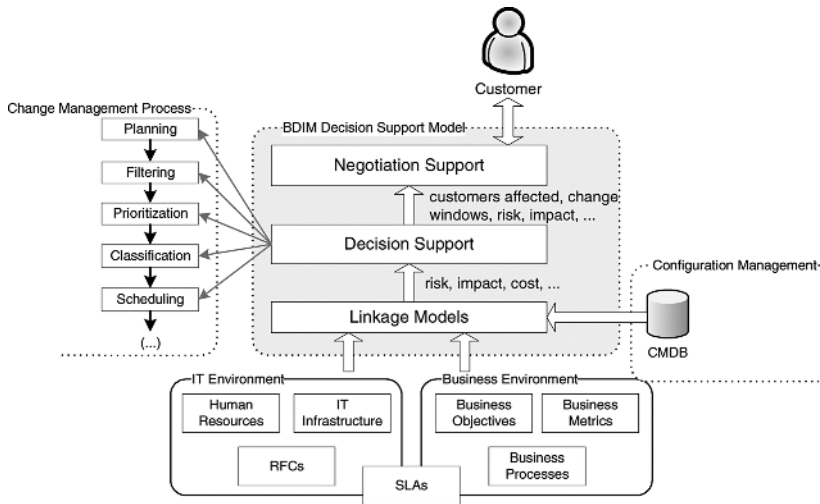 Customer
Change Management Process
Planning
Filtering
Prioritization
Classification
Scheduling
(...)
BDIM Decision Support Model
Negotiation Support
customers affected, change
windows, risk, impact, ...
Decision Support
risk, impact, cost, ...
Linkage Models
Configuration Management
CMDB
IT Environment
Human
Resources
IT
Infrastructure
RFCs
SLAs
Business Environment
Business
Objectives
Business
Metrics
Business
Processes